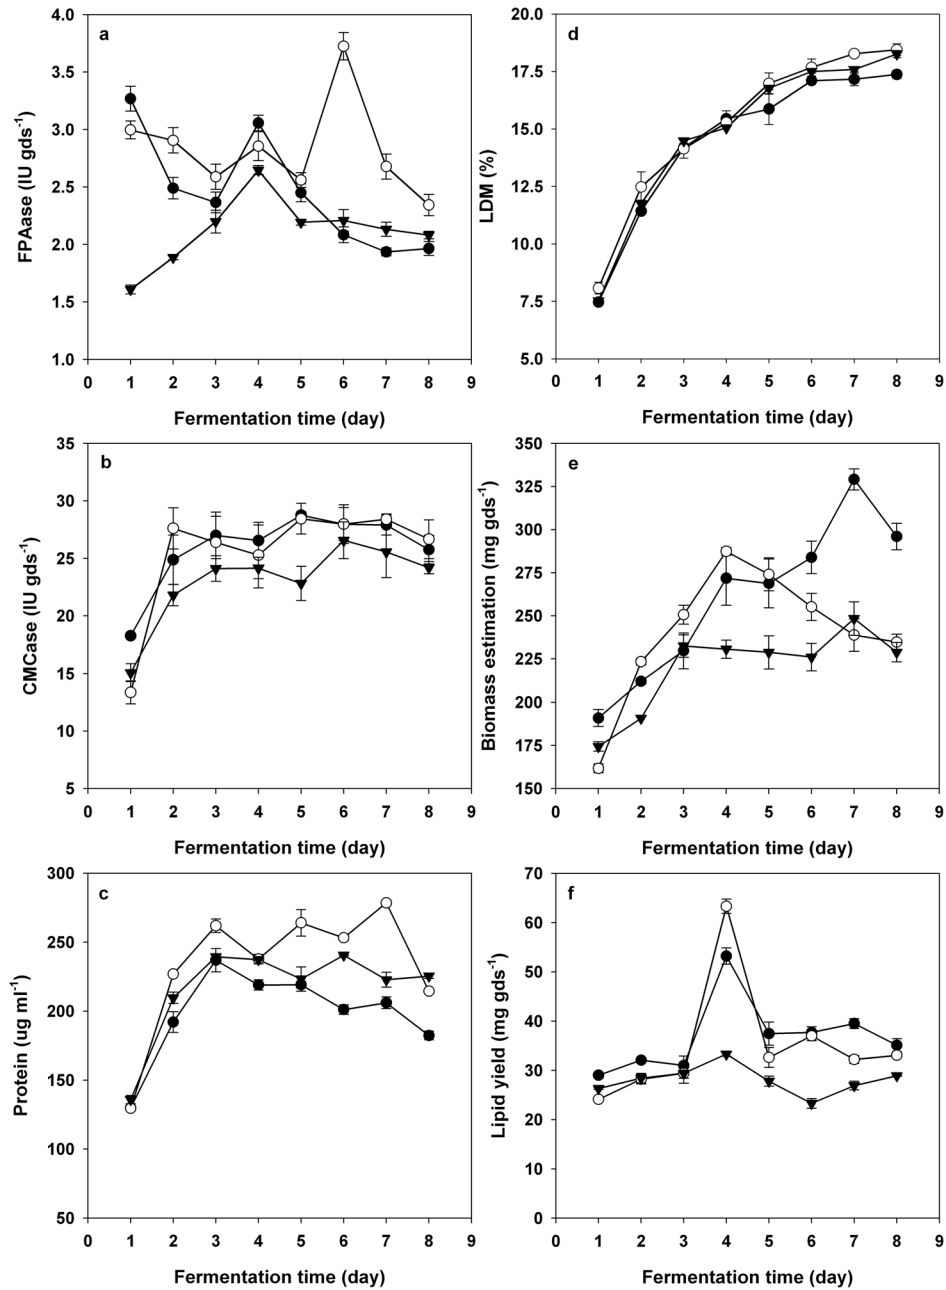 a
FPAase (IU gds-1)
4.0
3.5
3.0
2.5
2.0
1.5
1.0
0 1 2 3 4 5 6 7 8 9
Fermentation time (day)
d
LDM (%)
20.0
17.5
15.0
12.5
10.0
7.5
5.0
0 1 2 3 4 5 6 7 8 9
Fermentation time (day)
b
CMCase (IU gds-1)
35
30
25
20
15
10
5
0 1 2 3 4 5 6 7 8 9
Fermentation time (day)
e
Biomass estimation (mg gds-1)
350
325
300
275
250
225
200
175
150
0 1 2 3 4 5 6 7 8 9
Fermentation time (day)
c
Protein (ug ml-1)
300
250
200
150
100
50
0 1 2 3 4 5 6 7 8 9
Fermentation time (day)
f
Lipid yield (mg gds-1)
70
60
50
40
30
20
10
0
0 1 2 3 4 5 6 7 8 9
Fermentation time (day)